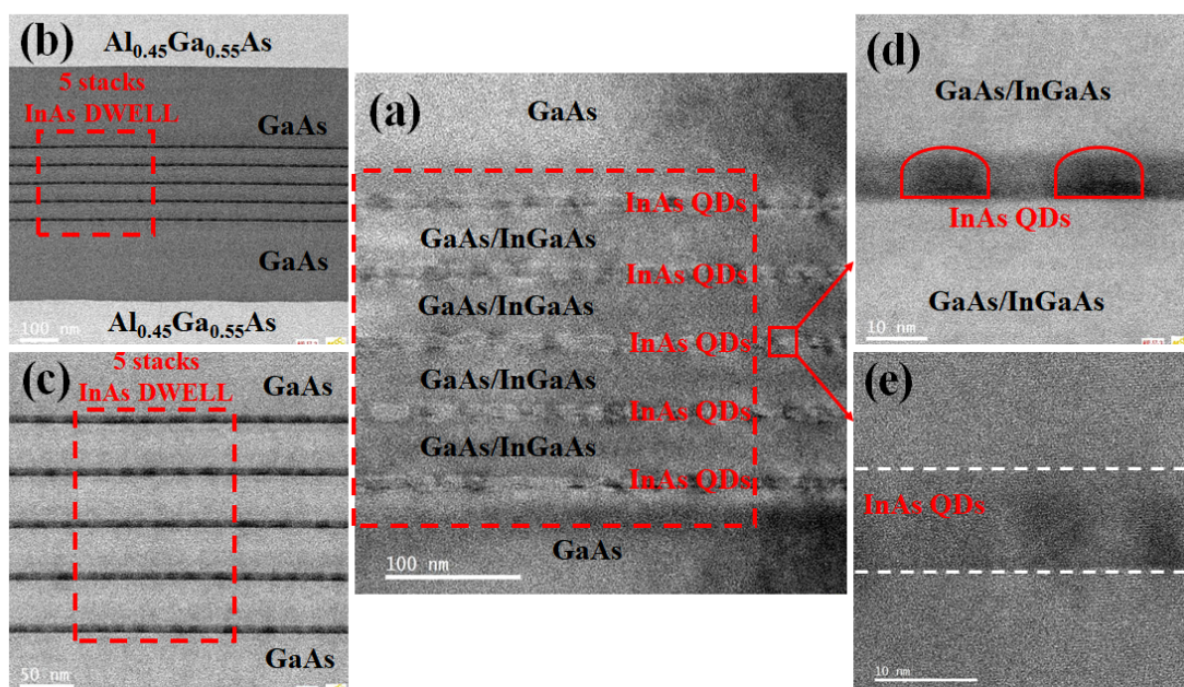 (b)
Al0.45Ga0.55As
5 stacks
InAs DWELL
GaAs
GaAs
100 nm
Al0.45Ga0.55As
(c)
5 stacks
InAs DWELL
GaAs
GaAs
50 nm
(a)
GaAs
InAs QDs
GaAs/InGaAs
InAs QDs
GaAs/InGaAs
InAs QDs
GaAs/InGaAs
InAs QDs
GaAs/InGaAs
InAs QDs
GaAs
100 nm
(d)
GaAs/InGaAs
InAs QDs
GaAs/InGaAs
10 nm
(e)
InAs QDs
10 nm